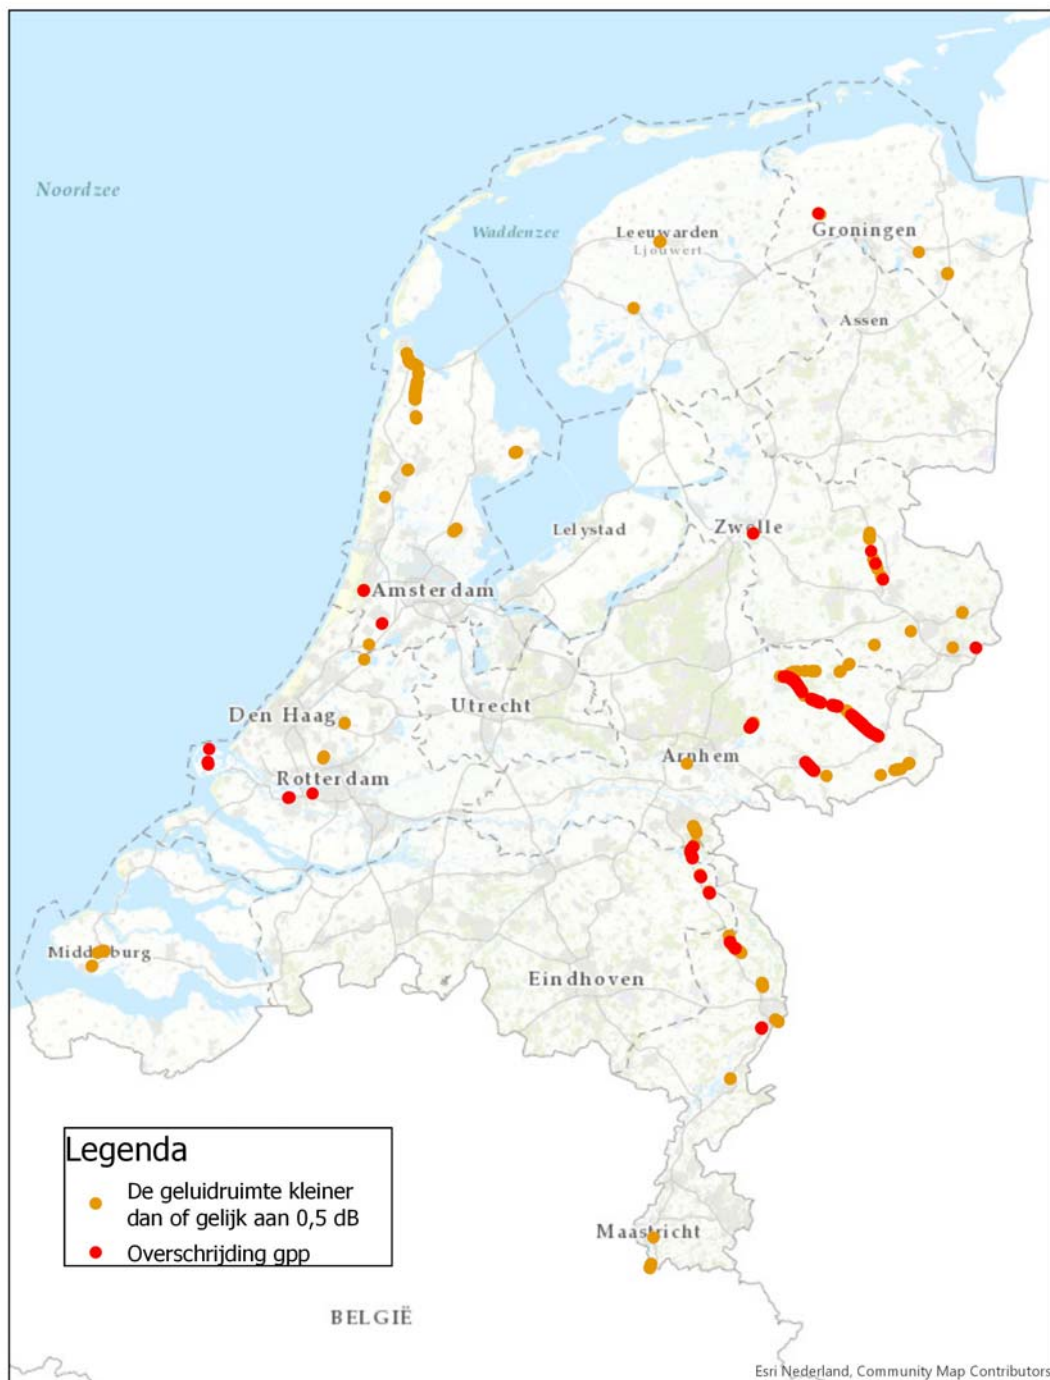 Noordzee
Waddenzee
Leeuwarden
Ljouwert
Groningen
Assen
Lelystad
Zwolle
Amsterdam
Utrecht
Den Haag
Rotterdam
Arnhem
Middelburg
Eindhoven
Maastricht
BELGIË
Legenda
De geluidruimte kleiner
dan of gelijk aan 0,5 dB
Overschrijding gpp
Esri Nederland, Community Map Contributors